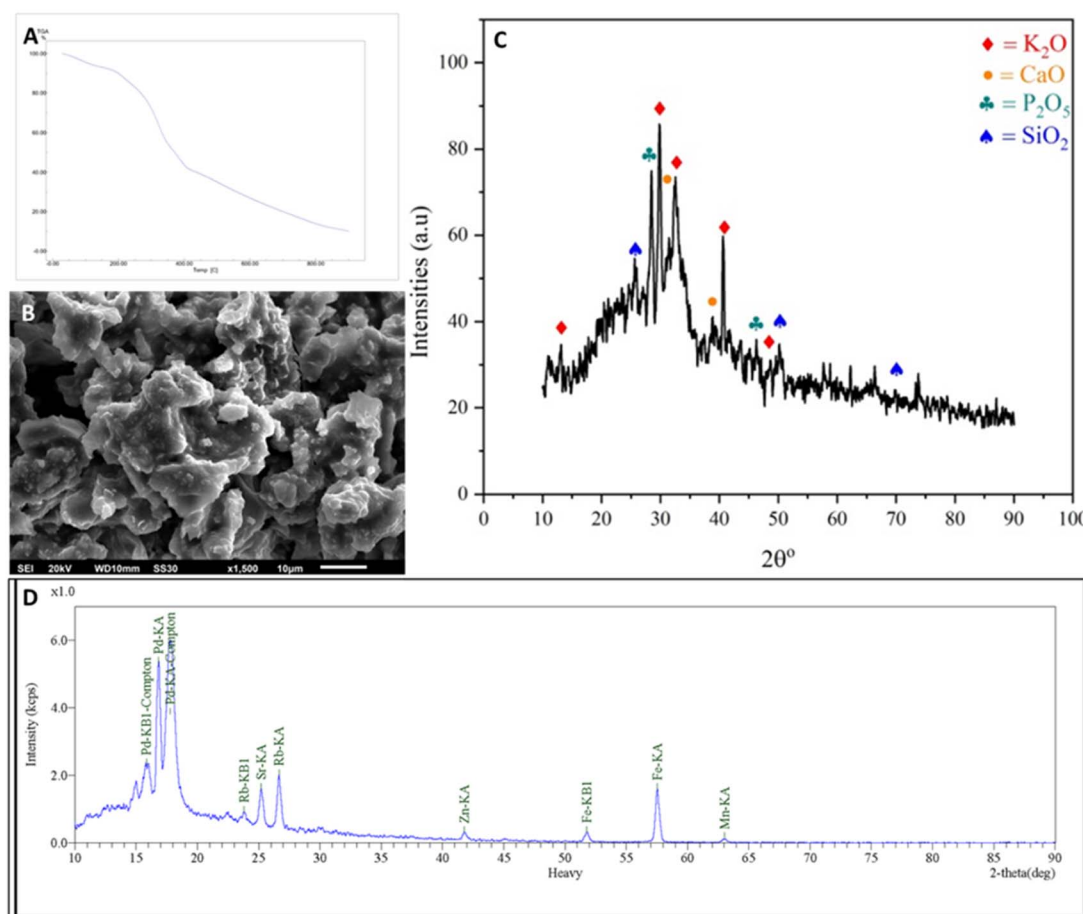 A
TGA
%
100.00
80.00
60.00
40.00
20.00
-0.00
-0.00 200.00 400.00 600.00 800.00
Temp [C]
B
SEI 20kV WD10mm SS30 x1,500 10µm
C
♦ = K₂O
● = CaO
♣ = P₂O₅
♠ = SiO₂
Intensities (a.u)
100
80
60
40
20
0
0 10 20 30 40 50 60 70 80 90 100
2θº
D
x1.0
Intensity (kcps)
6.0
4.0
2.0
0.0
Pd-KB1-Compton
Pd-KA
Pd-KA-Compton
Rb-KB1
Sr-KA
Rb-KA
Zn-KA
Fe-KB1
Fe-KA
Mn-KA
10 15 20 25 30 35 40 45 50 55 60 65 70 75 80 85 90
Heavy 2-theta(deg)